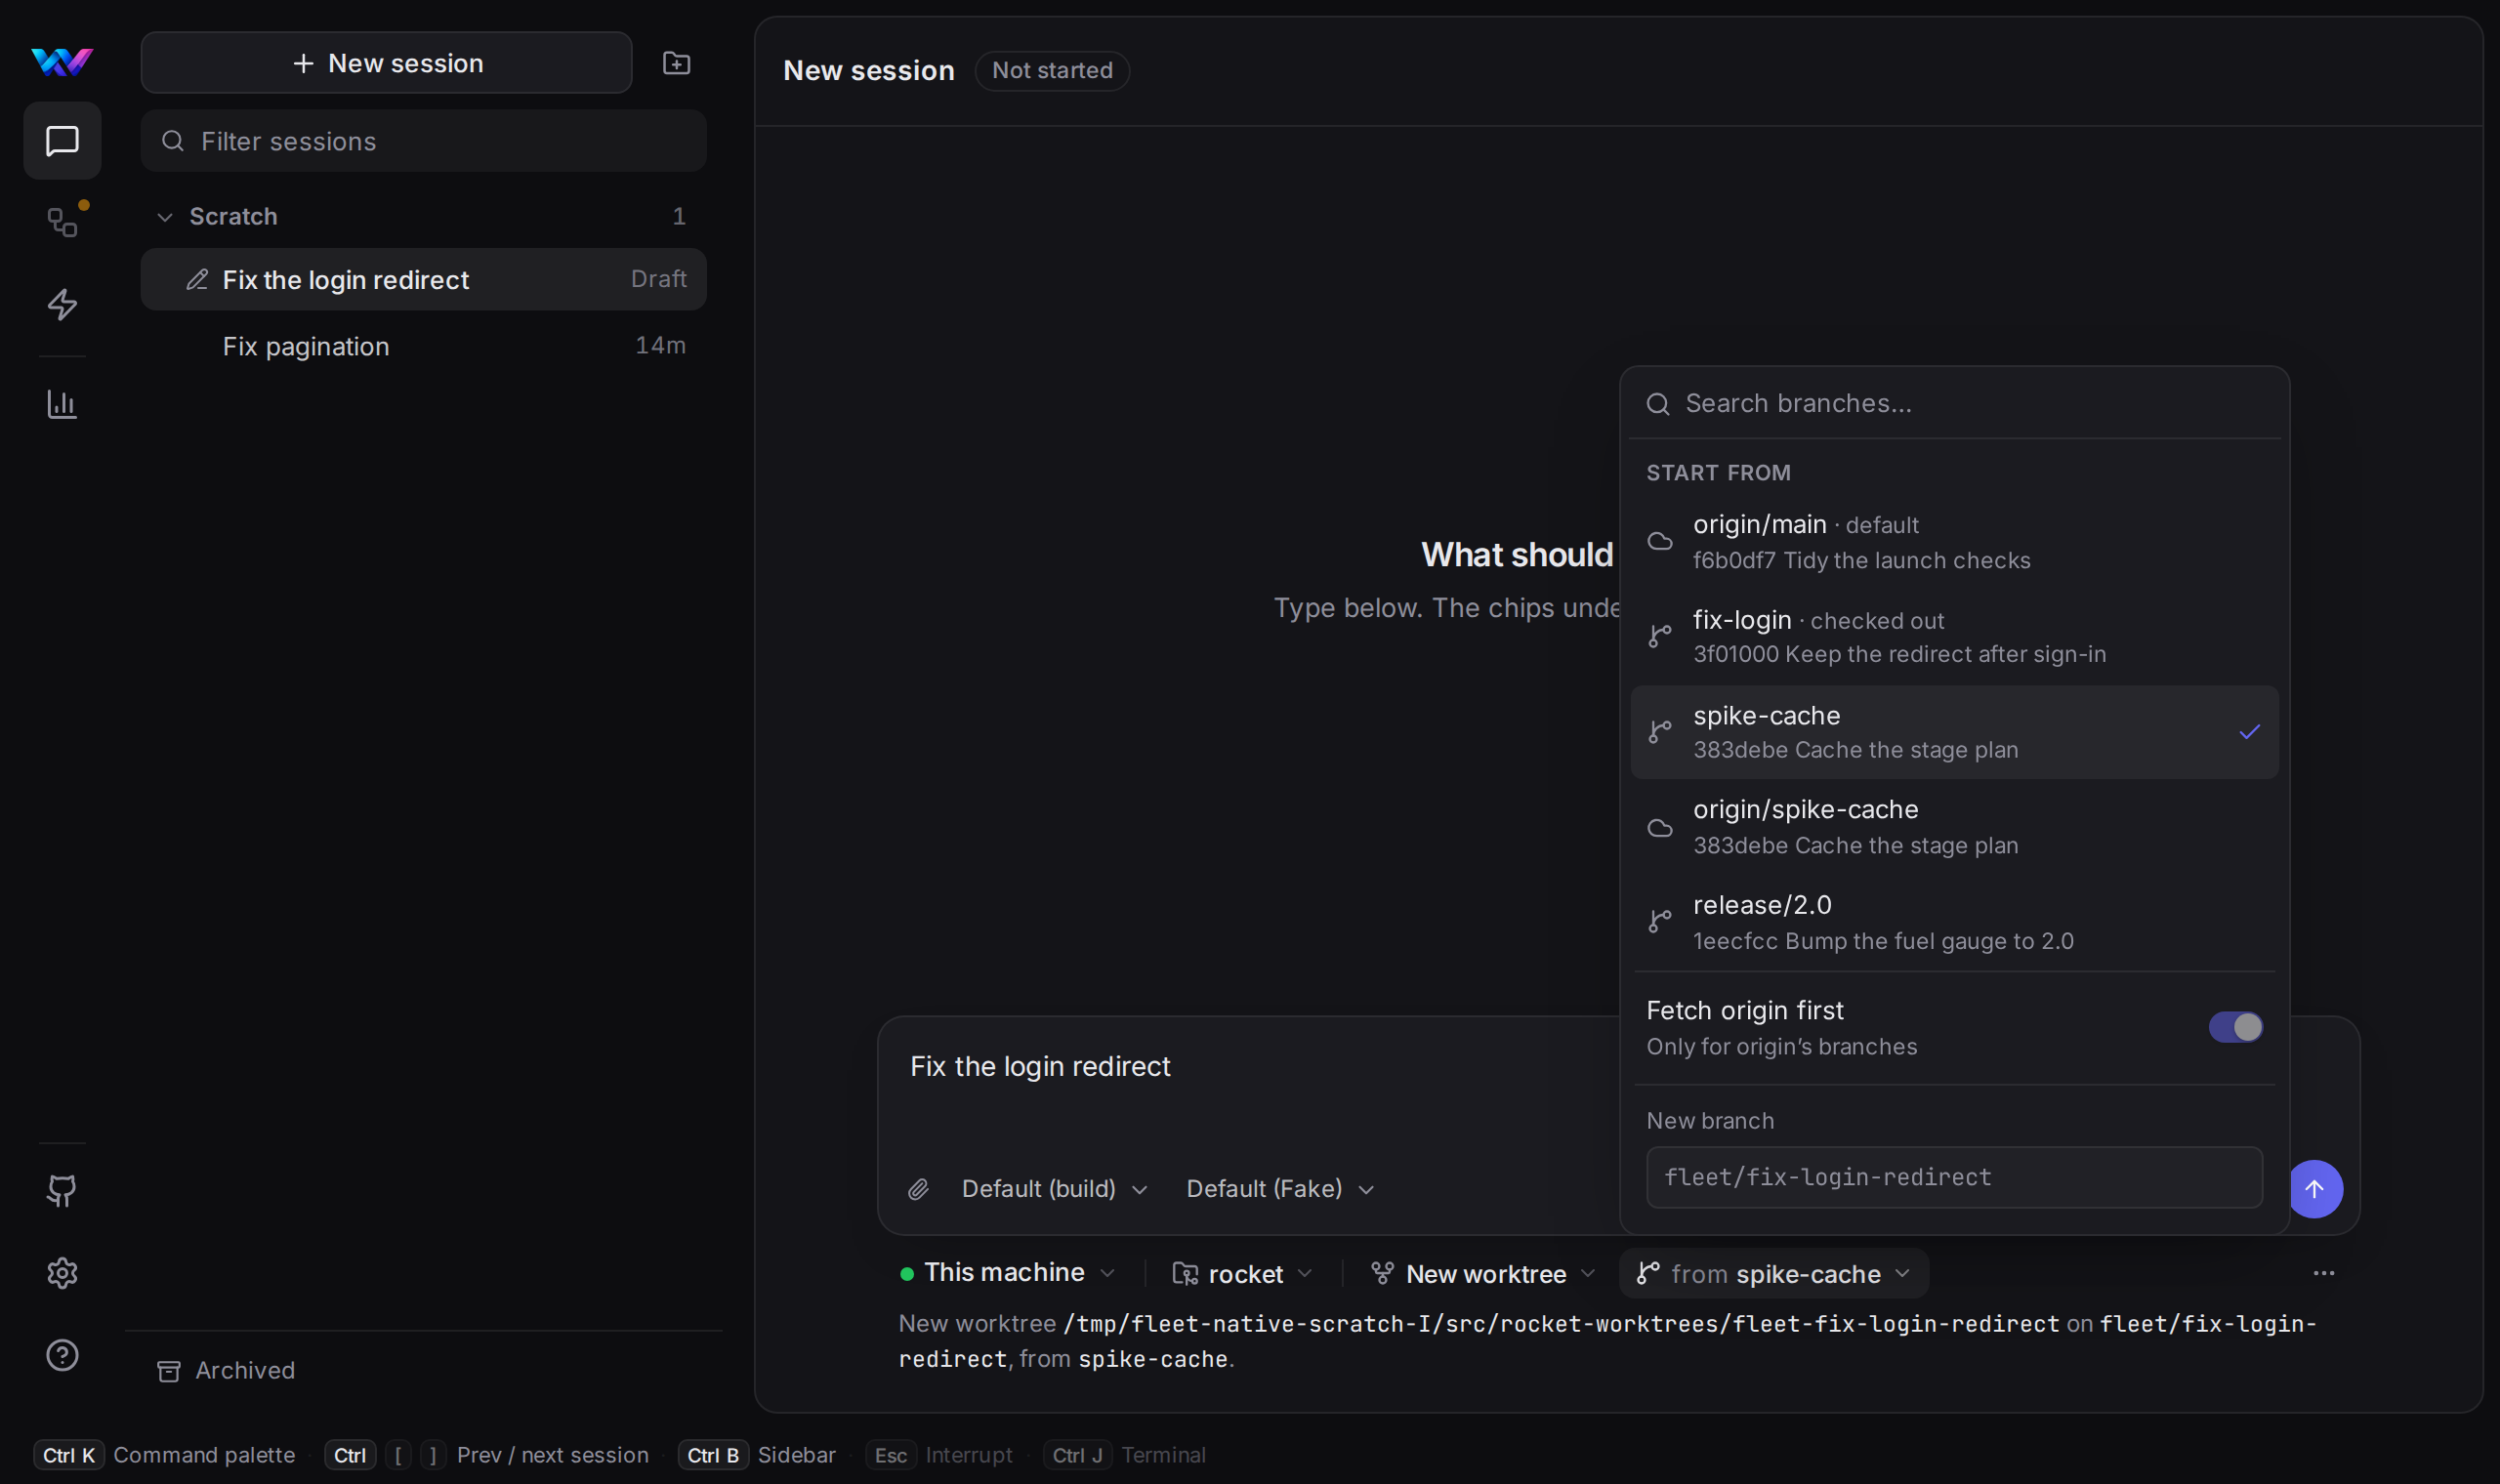 New session
Filter sessions
Scratch 1
Fix the login redirect Draft
Fix pagination 14m
Archived
New session Not started
What should
Type below. The chips unde
Search branches...
START FROM
origin/main · default
f6b0df7 Tidy the launch checks
fix-login · checked out
3f01000 Keep the redirect after sign-in
spike-cache
383debe Cache the stage plan
origin/spike-cache
383debe Cache the stage plan
release/2.0
1eecfcc Bump the fuel gauge to 2.0
Fetch origin first
Only for origin’s branches
New branch
fleet/fix-login-redirect
Fix the login redirect
Default (build) Default (Fake)
This machine rocket New worktree from spike-cache
New worktree /tmp/fleet-native-scratch-I/src/rocket-worktrees/fleet-fix-login-redirect on fleet/fix-login-
redirect, from spike-cache.
Ctrl K Command palette · Ctrl [ ] Prev / next session · Ctrl B Sidebar · Esc Interrupt · Ctrl J Terminal